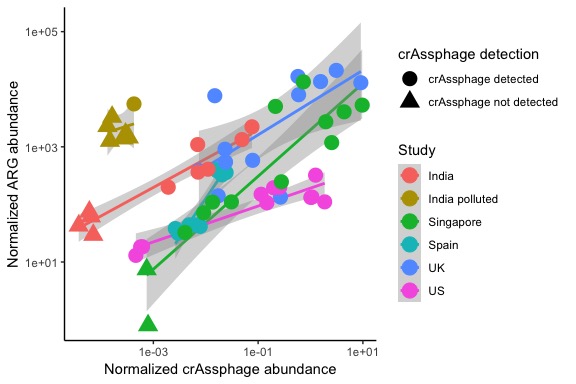 1e+05
1e+03
1e+01
Normalized ARG abundance
1e-03
1e-01
1e+01
Normalized crAssphage abundance
crAssphage detection
crAssphage detected
crAssphage not detected
Study
India
India polluted
Singapore
Spain
UK
US